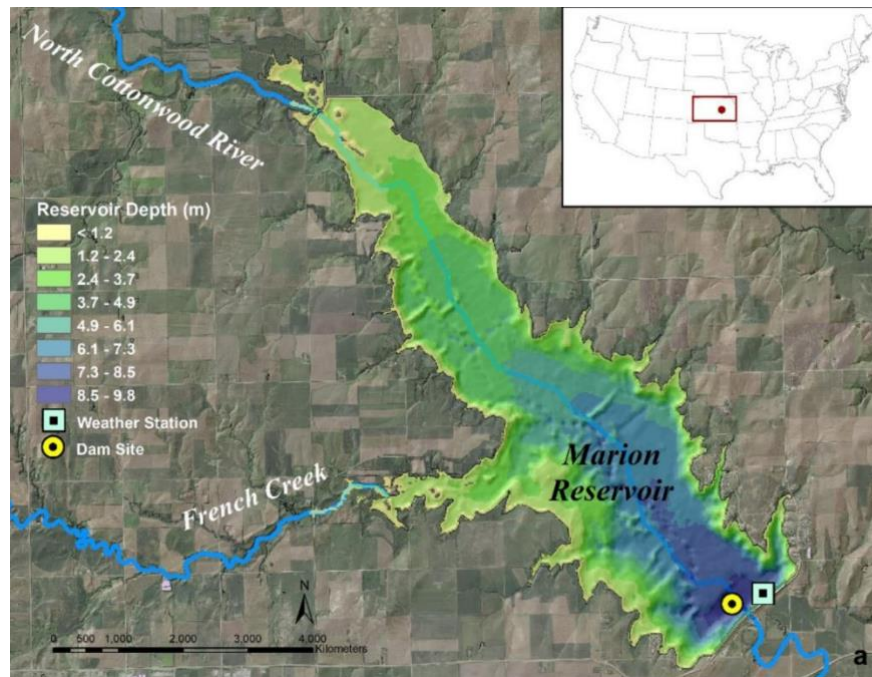 North Cottonwood River
Reservoir Depth (m)
< 1.2
1.2 - 2.4
2.4 - 3.7
3.7 - 4.9
4.9 - 6.1
6.1 - 7.3
7.3 - 8.5
8.5 - 9.8
Weather Station
Dam Site
Marion
Reservoir
French Creek
N
0 500 1,000 2,000 3,000 4,000
Kilometers
a